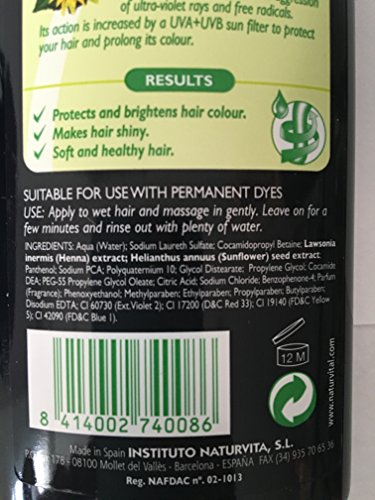 of ultra-violet rays and free radicals.
Its action is increased by a UVA+UVB sun filter to protect
your hair and prolong its colour.
RESULTS
✓ Protects and brightens hair colour.
✓ Makes hair shiny.
✓ Soft and healthy hair.
SUITABLE FOR USE WITH PERMANENT DYES
USE: Apply to wet hair and massage in gently. Leave on for a
few minutes and rinse out with plenty of water.
INGREDIENTS: Aqua (Water); Sodium Laureth Sulfate; Cocamidopropyl Betaine; Lawsonia
inermis (Henna) extract; Helianthus annuus (Sunflower) seed extract;
Panthenol; Sodium PCA; Polyquaternium 10; Glycol Distearate; Propylene Glycol; Cocamide
DEA; PEG-55 Propylene Glycol Oleate; Citric Acid; Sodium Chloride; Benzophenone-4, Parfum
(Fragrance); Phenoxyethanol; Methylparaben; Ethylparaben; Propylparaben; Butylparaben;
Disodium EDTA; CI 60730 (Ext.Violet 2); CI 17200 (D&C Red 33); CI 19140 (FD&C Yellow
5); CI 42090 (FD&C Blue 1).
12 M
www.naturvital.com
8 414002 740086
Made in Spain INSTITUTO NATURVITA, S.L.
178 - 08100 Mollet del Vallès - Barcelona - ESPAÑA FAX (34) 935 70 65 36
Reg. NAFDAC nº. 02-1013